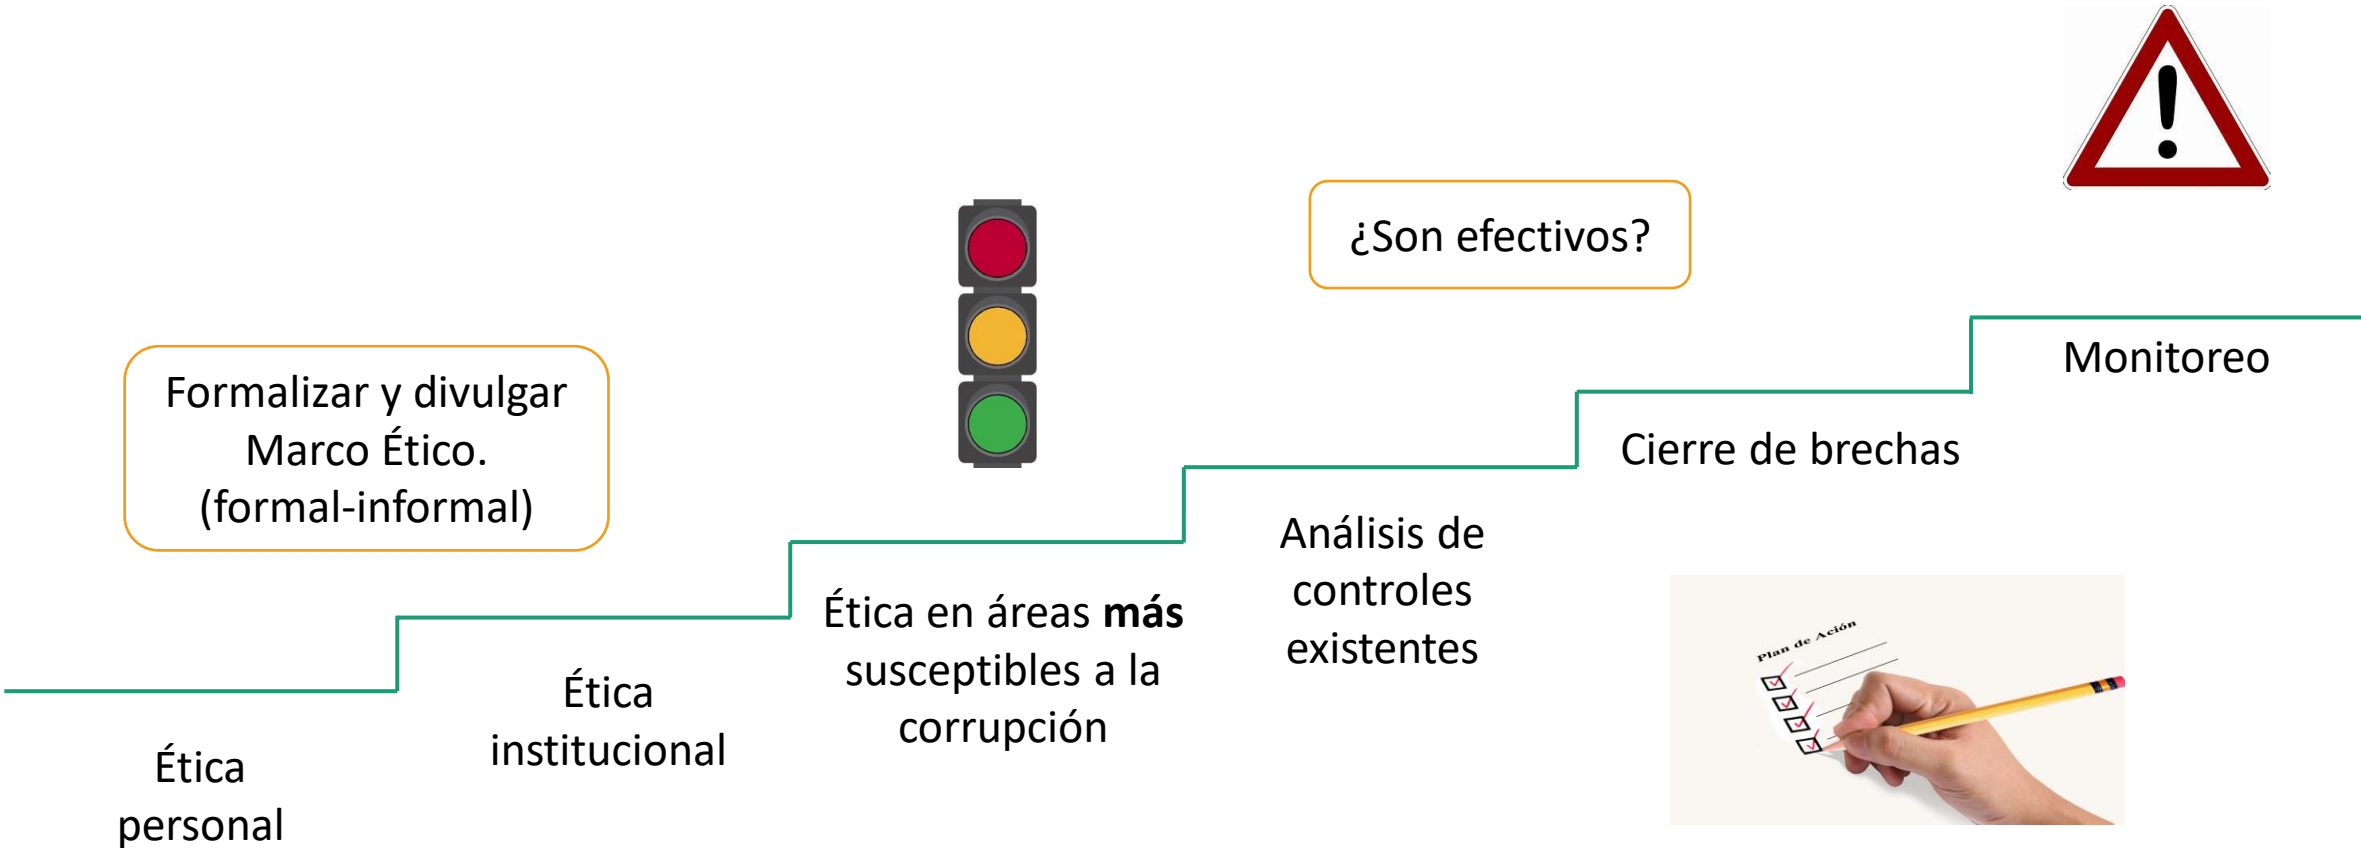 Formalizar y divulgar
Marco Ético.
(formal-informal)
¿Son efectivos?
Ética
personal
Ética
institucional
Ética en áreas más
susceptibles a la
corrupción
Análisis de
controles
existentes
Cierre de brechas
Plan de Ación
Monitoreo